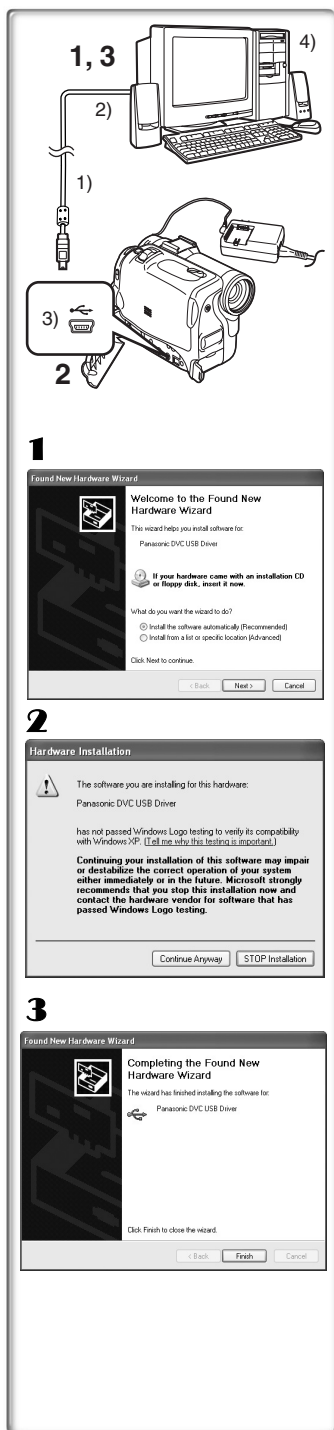 1, 3
4)
2)
1)
3)
2
1
Found New Hardware Wizard
Welcome to the Found New
Hardware Wizard
This wizard helps you install software for:
Panasonic DVC USB Driver
If your hardware came with an installation CD
or floppy disk, insert it now.
What do you want the wizard to do?
Install the software automatically (Recommended)
Install from a list or specific location (Advanced)
Click Next to continue.
< Back Next > Cancel
2
Hardware Installation
The software you are installing for this hardware:
Panasonic DVC USB Driver
has not passed Windows Logo testing to verify its compatibility
with Windows XP. (Tell me why this testing is important.)
Continuing your installation of this software may impair
or destabilize the correct operation of your system
either immediately or in the future. Microsoft strongly
recommends that you stop this installation now and
contact the hardware vendor for software that has
passed Windows Logo testing.
Continue Anyway STOP Installation
3
Found New Hardware Wizard
Completing the Found New
Hardware Wizard
The wizard has finished installing the software for:
Panasonic DVC USB Driver
Click Finish to close the wizard.
< Back Finish Cancel